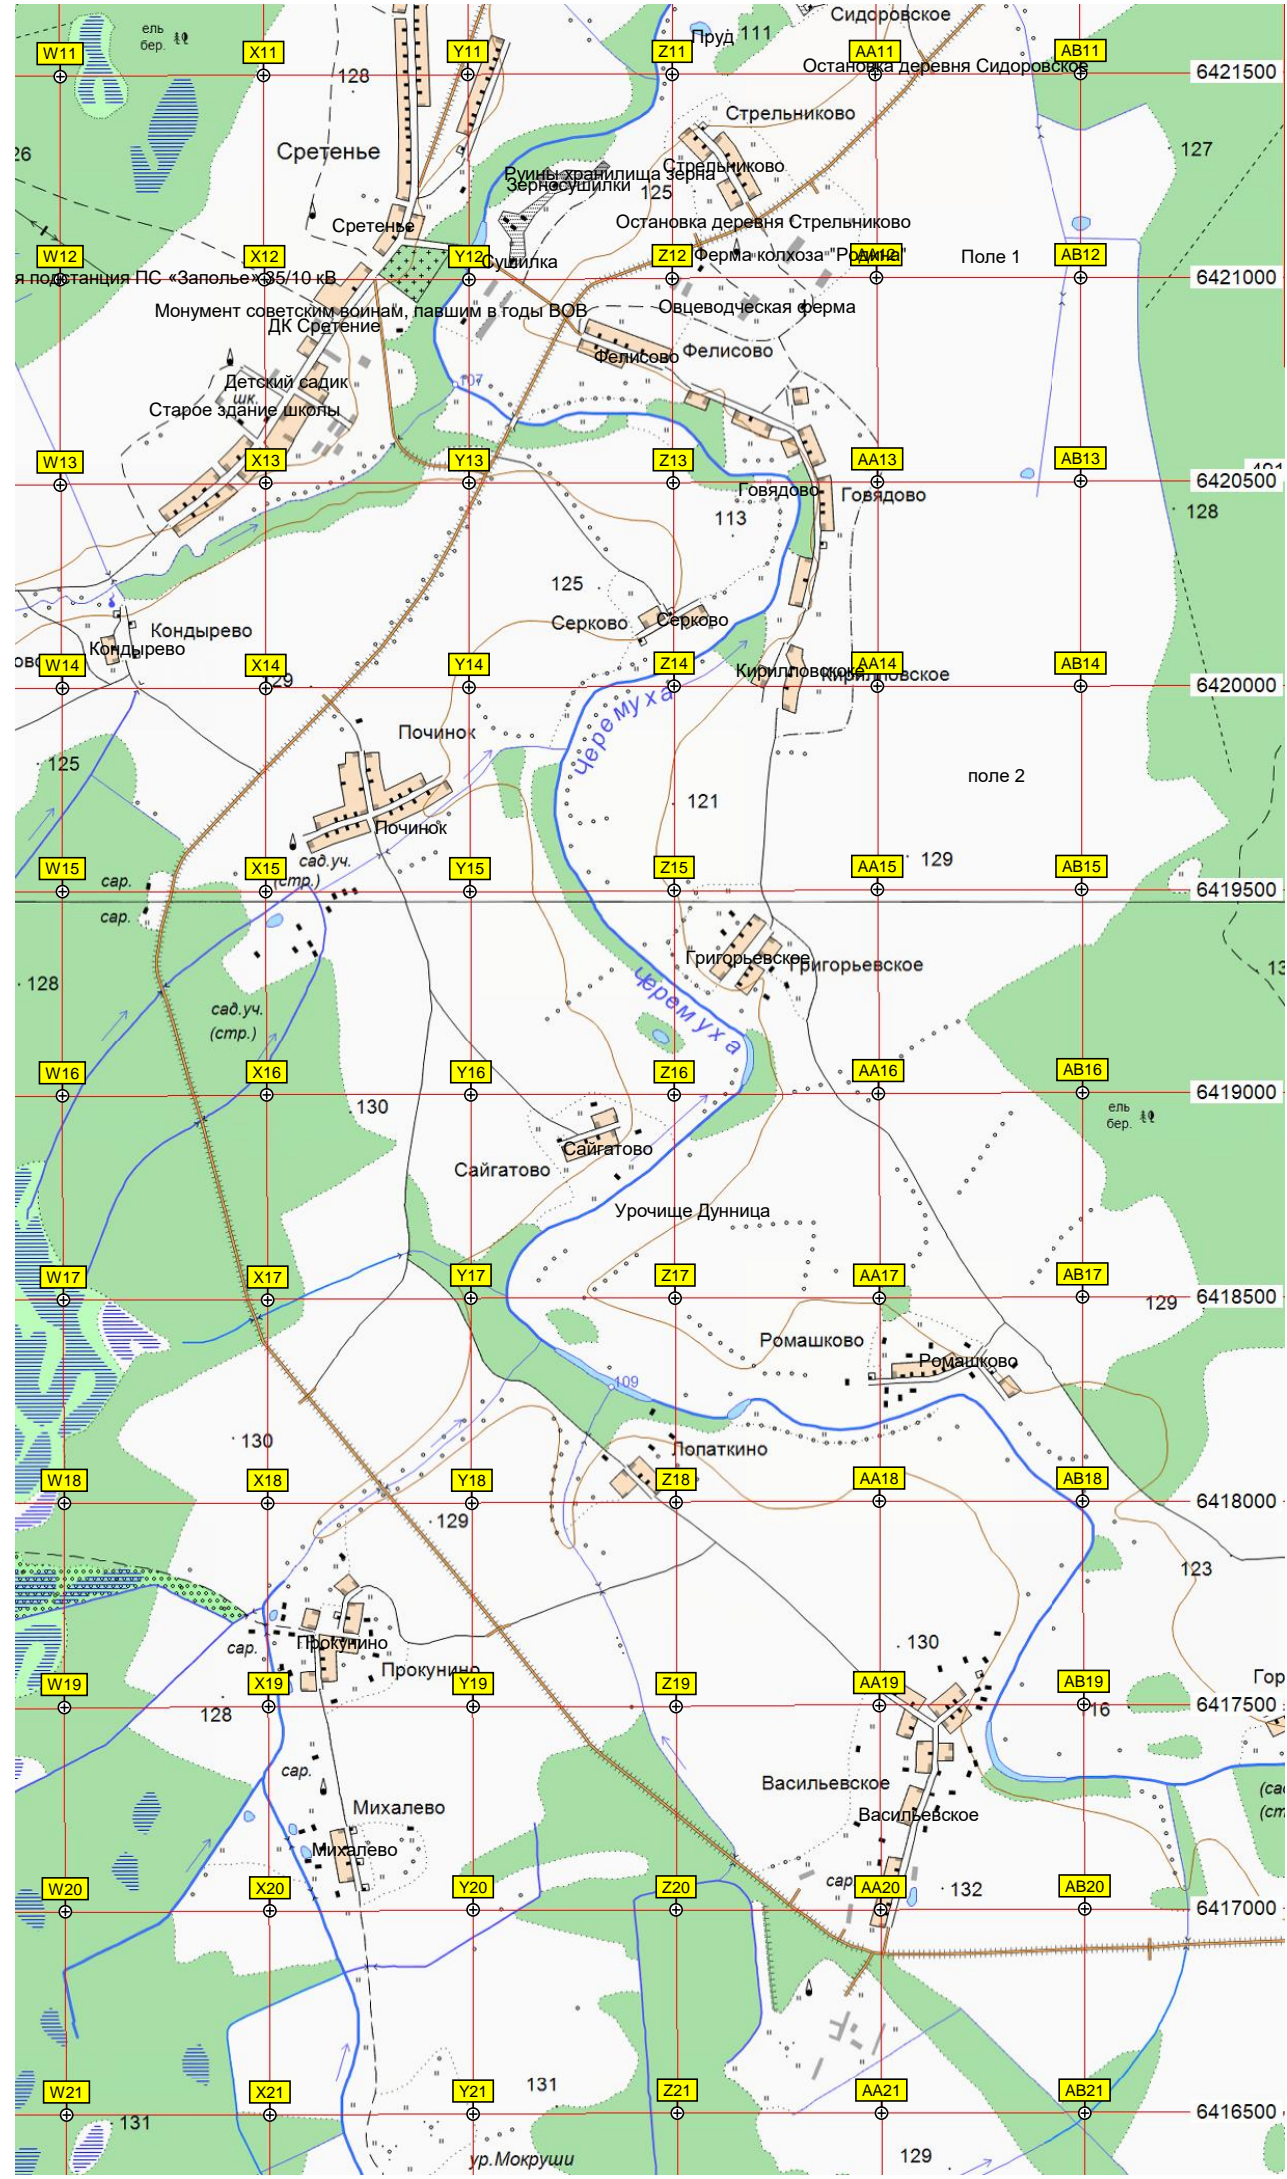 ель
бер.
Сидоровское
Пруд
111
W11
X11
Y11
Z11
AA11
AB11
Остановка деревня Сидоровское
6421500
128
Стрельниково
26
Сретенье
127
Стрельниково
Руины хранилища зерна
Зерносушилки
125
Сретенье
Остановка деревня Стрельниково
W12
X12
Y12
Сушилка
Z12
Ферма колхоза"Родина"
Поле 1
AB12
я подстанция ПС «Заполье»35/10 кВ
6421000
Монумент советским воинам, павшим в годы ВОВ
Овцеводческая ферма
ДК Сретение
Фелисово
Фелисово
107
Детский садик
шк.
Старое здание школы
W13
X13
Y13
Z13
AA13
AB13
6420500
Говядово
Говядово
113
128
125
Серково
Серково
Кондырево
Кондырево
W14
X14
Y14
Z14
Кирилловское
AA14
AB14
29
6420000
Черемуха
Починок
125
поле 2
121
Починок
сад.уч.
(стр.)
129
W15
сар.
X15
Y15
Z15
AA15
AB15
6419500
сар.
Григорьевское
Григорьевское
128
13
Черемуха
сад.уч.
(стр.)
W16
X16
Y16
Z16
AA16
AB16
6419000
130
ель
бер.
Сайгатово
Сайгатово
Урочище Дунница
W17
X17
Y17
Z17
AA17
AB17
129
6418500
Ромашково
Ромашково
109
130
Лопаткино
W18
X18
Y18
Z18
AA18
AB18
6418000
129
123
Прокунино
сар.
130
Прокунино
W19
X19
Y19
Z19
AA19
AB19
Гор
128
16
6417500
сар.
Васильевское
(са
(ст
Михалево
Васильевское
Михалево
сар
W20
X20
Y20
Z20
AA20
132
AB20
6417000
W21
X21
Y21
131
Z21
AA21
AB21
131
6416500
ур.Мокруши
129